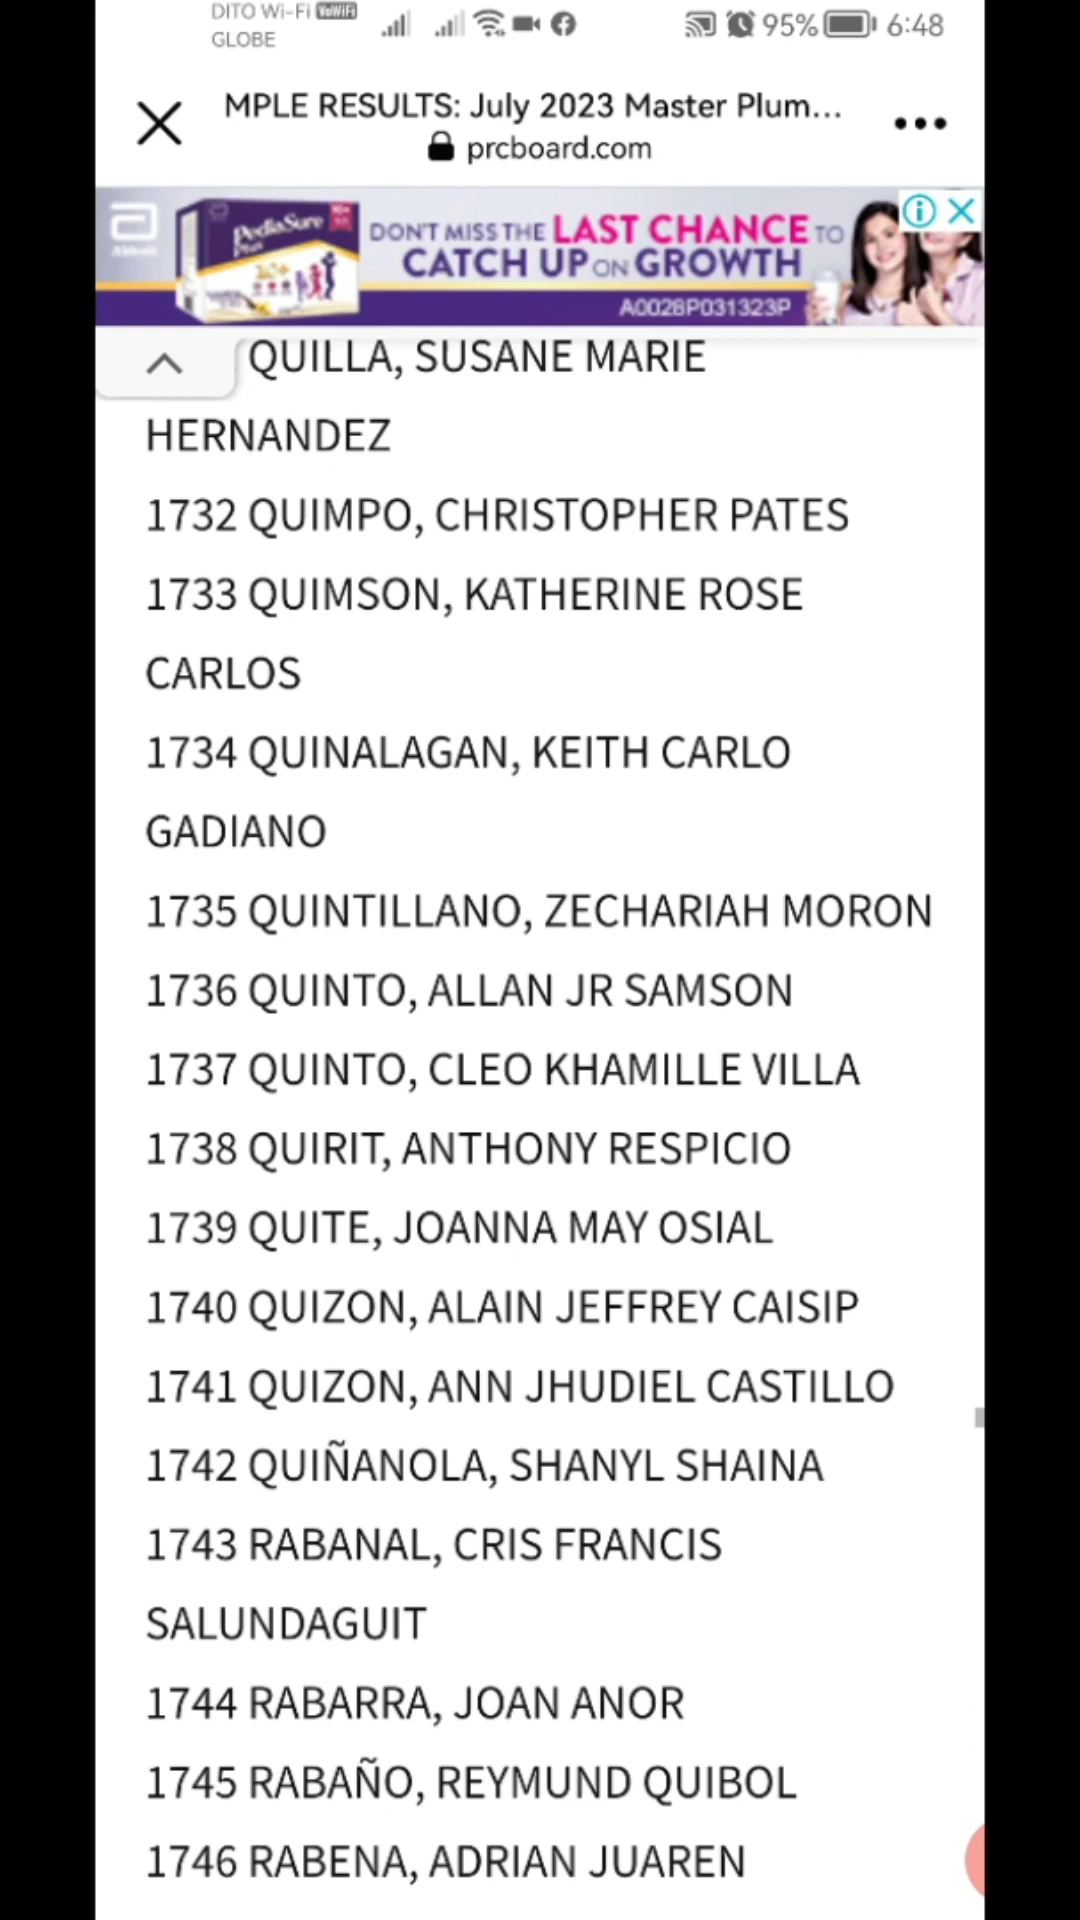 DITO Wi-Fi VoWiFi
GLOBE
95% 6:48
MPLE RESULTS: July 2023 Master Plum...
prcboard.com
Abbott
PediaSure
Plus
10+
DON'T MISS THE LAST CHANCE TO
CATCH UP ON GROWTH
A0028P031323P
QUILLA, SUSANE MARIE
HERNANDEZ
1732 QUIMPO, CHRISTOPHER PATES
1733 QUIMSON, KATHERINE ROSE
CARLOS
1734 QUINALAGAN, KEITH CARLO
GADIANO
1735 QUINTILLANO, ZECHARIAH MORON
1736 QUINTO, ALLAN JR SAMSON
1737 QUINTO, CLEO KHAMILLE VILLA
1738 QUIRIT, ANTHONY RESPICIO
1739 QUITE, JOANNA MAY OSIAL
1740 QUIZON, ALAIN JEFFREY CAISIP
1741 QUIZON, ANN JHUDIEL CASTILLO
1742 QUIÑANOLA, SHANYL SHAINA
1743 RABANAL, CRIS FRANCIS
SALUNDAGUIT
1744 RABARRA, JOAN ANOR
1745 RABAÑO, REYMUND QUIBOL
1746 RABENA, ADRIAN JUAREN